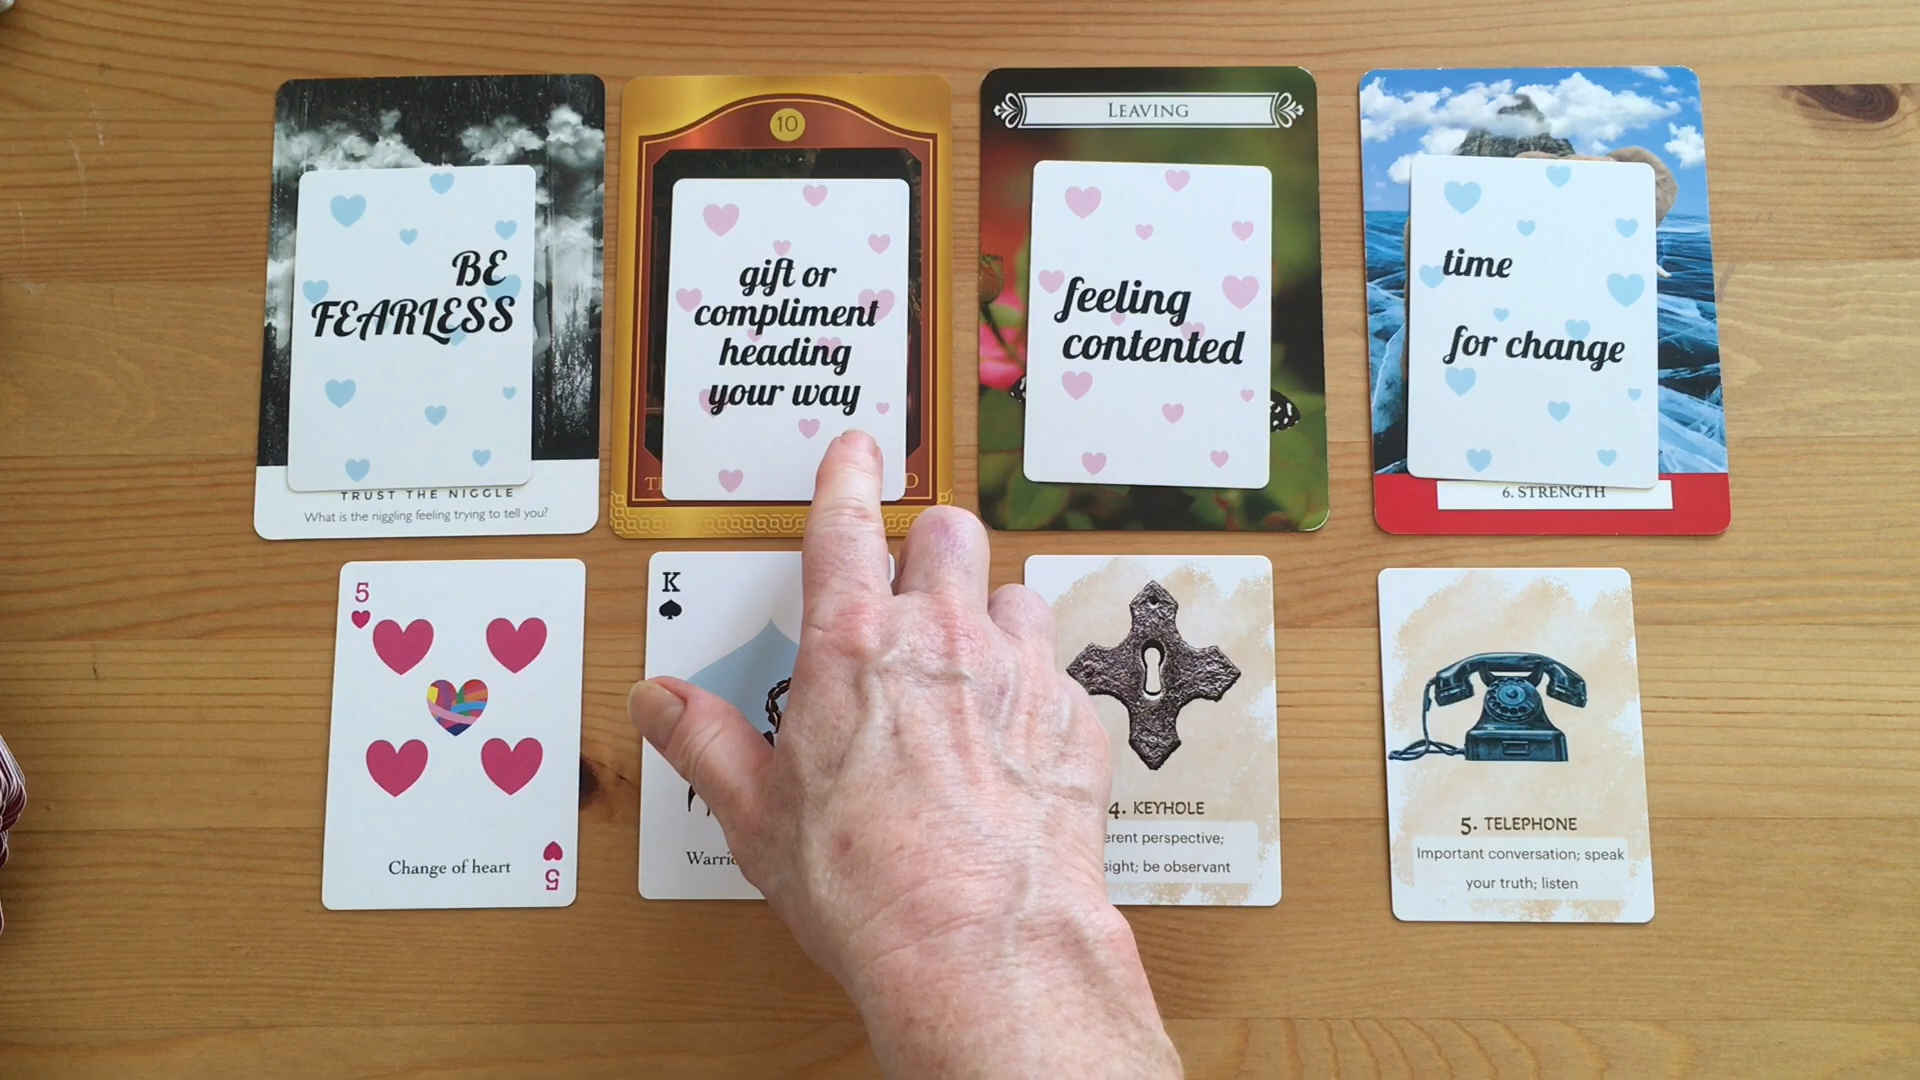 BE
FEARLESS
TRUST THE NIGGLE
What is the niggling feeling trying to tell you?
10
gift or
compliment
heading
your way
LEAVING
feeling
contented
time
for change
6. STRENGTH
5
Change of heart
5
K
4. KEYHOLE
be observant
5. TELEPHONE
Important conversation; speak
your truth; listen